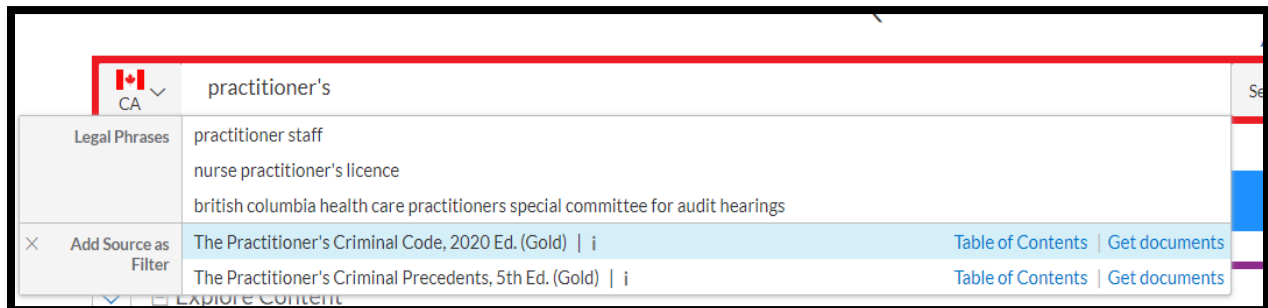 practitioner's
CA
Se
Legal Phrases
practitioner staff
nurse practitioner's licence
british columbia health care practitioners special committee for audit hearings
Add Source as Filter
The Practitioner's Criminal Code, 2020 Ed. (Gold) | i Table of Contents | Get documents
The Practitioner's Criminal Precedents, 5th Ed. (Gold) | i Table of Contents | Get documents
Explore Content